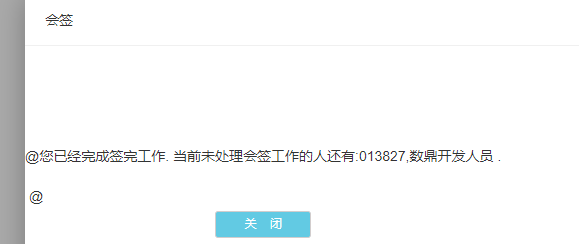 会签
@您已经完成签完工作. 当前未处理会签工作的人还有:013827,数鼎开发人员 .
@
关 闭